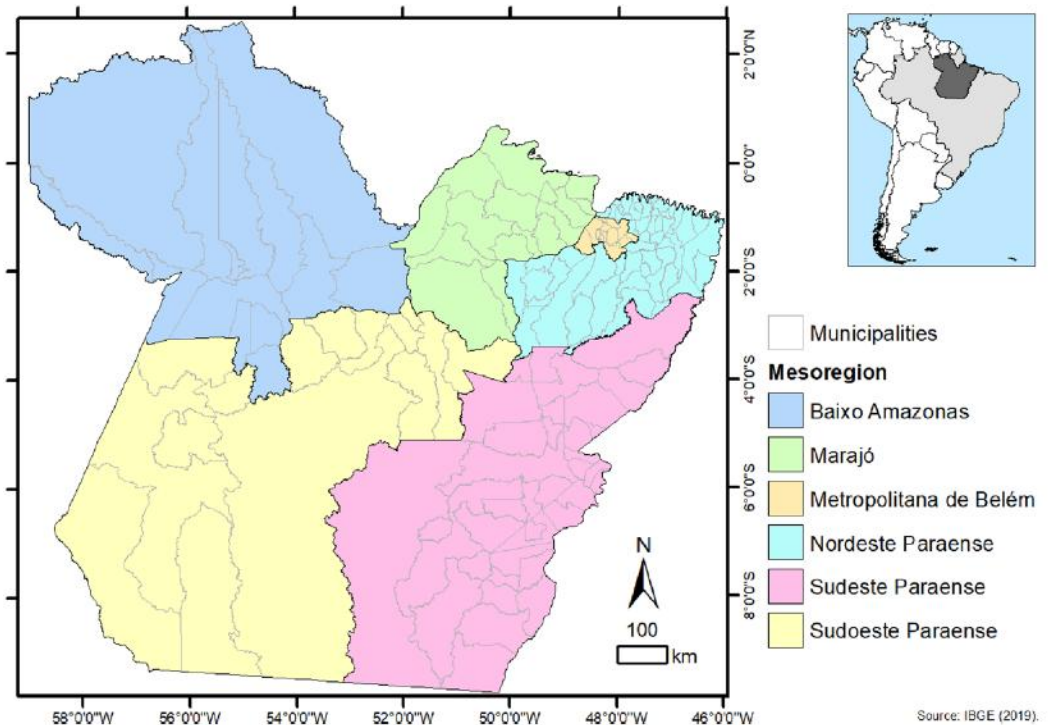 2°0'0"N
0°0'0"
2°0'0"S
4°0'0"S
6°0'0"S
8°0'0"S
N
100
km
58°0'0"W 56°0'0"W 54°0'0"W 52°0'0"W 50°0'0"W 48°0'0"W 46°0'0"W
Municipalities
Mesoregion
Baixo Amazonas
Marajó
Metropolitana de Belém
Nordeste Paraense
Sudeste Paraense
Sudoeste Paraense
Source: IBGE (2019).